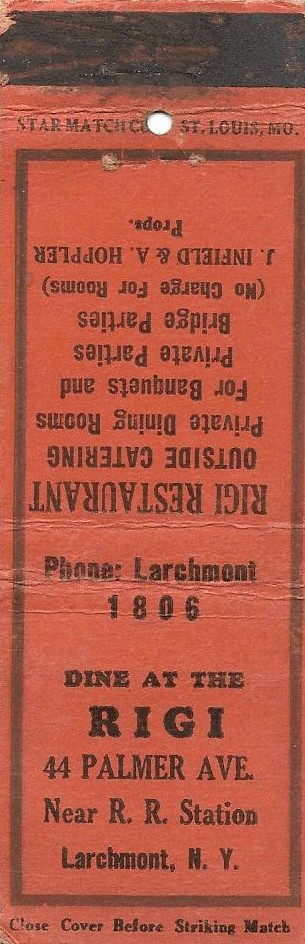 STAR MATCH CO ST. LOUIS, MO.
RIGI RESTAURANT
OUTSIDE CATERING
Private Dining Rooms
For Banquets and
Private Parties
Bridge Parties
(No Charge For Rooms)
J. INFIELD & A. HOPPLER
Props.
Phone: Larchmont
1806
DINE AT THE
RIGI
44 PALMER AVE.
Near R. R. Station
Larchmont, N. Y.
Close Cover Before Striking Match